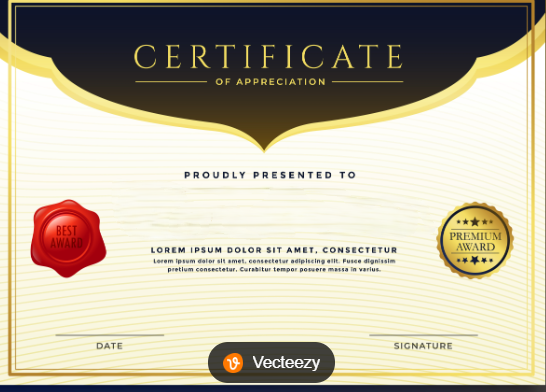 CERTIFICATE
OF APPRECIATION
PROUDLY PRESENTED TO
BEST
AWARD
PREMIUM
AWARD
LOREM IPSUM DOLOR SIT AMET, CONSECTETUR
Lorem ipsum dolor sit amet, consectetur adipiscing elit. Fusce dignissim
pretium consectetur. Curabitur tempor posuere massa in varius.
DATE
SIGNATURE
Vecteezy